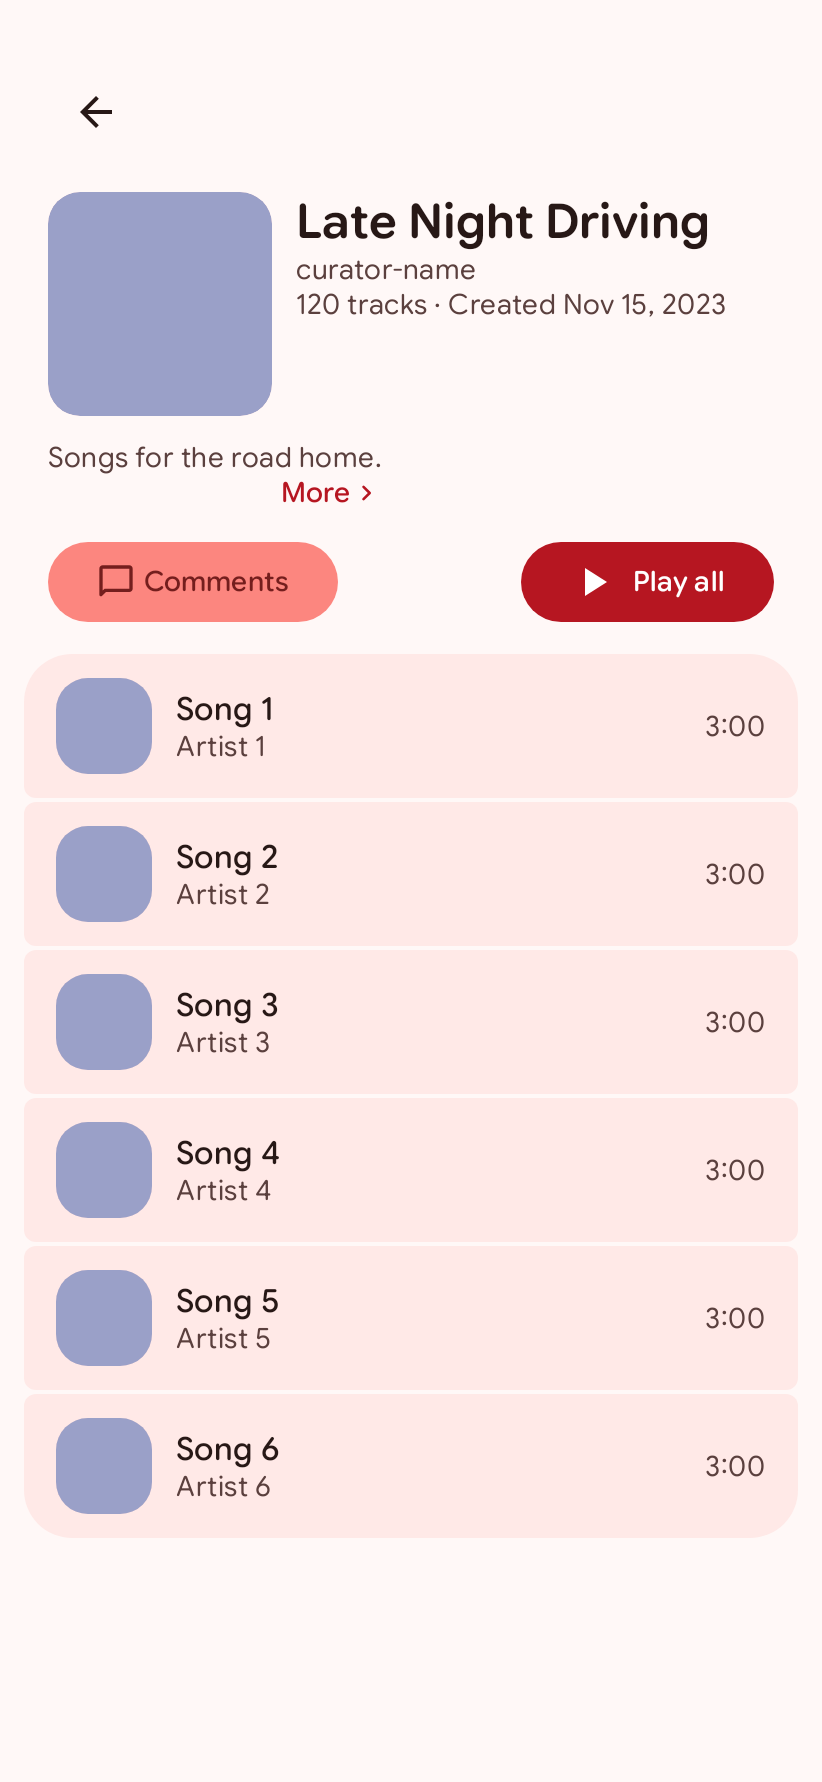 Late Night Driving
curator-name
120 tracks · Created Nov 15, 2023
Songs for the road home.
More
Comments
Play all
Song 1
Artist 1
3:00
Song 2
Artist 2
3:00
Song 3
Artist 3
3:00
Song 4
Artist 4
3:00
Song 5
Artist 5
3:00
Song 6
Artist 6
3:00